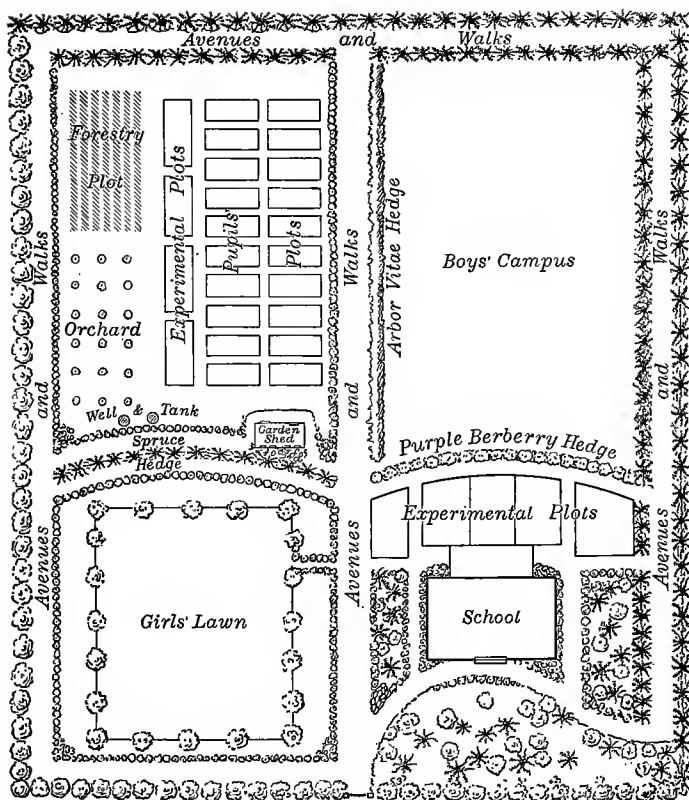 Avenues and Walks
Forestry
Plot
Experimental Plots
Pupils'
Plots
Orchard
Well & Tank
Garden
Shed
Spruce
Hedge
Girls' Lawn
Avenues and Walks
Avenues and Walks
Arbor Vitae Hedge
Boys' Campus
Purple Berberry Hedge
Experimental Plots
School
Avenues and Walks